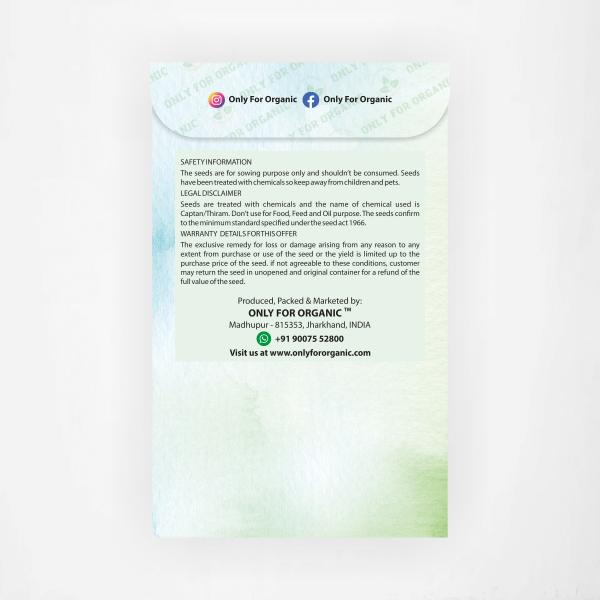 ONLY FOR ORGANIC
Only For Organic
Only For Organic
SAFETY INFORMATION
The seeds are for sowing purpose only and shouldn't be consumed. Seeds
have been treated with chemicals so keep away from children and pets.
LEGAL DISCLAIMER
Seeds are treated with chemicals and the name of chemical used is
Captan/Thiram. Don't use for Food, Feed and Oil purpose. The seeds confirm
to the minimum standard specified under the seed act 1966.
WARRANTY DETAILS FOR THIS OFFER
The exclusive remedy for loss or damage arising from any reason to any
extent from purchase or use of the seed or the yield is limited up to the
purchase price of the seed. if not agreeable to these conditions, customer
may return the seed in unopened and original container for a refund of the
full value of the seed.
Produced, Packed & Marketed by:
ONLY FOR ORGANIC ™
Madhupur - 815353, Jharkhand, INDIA
+91 90075 52800
Visit us at www.onlyfororganic.com